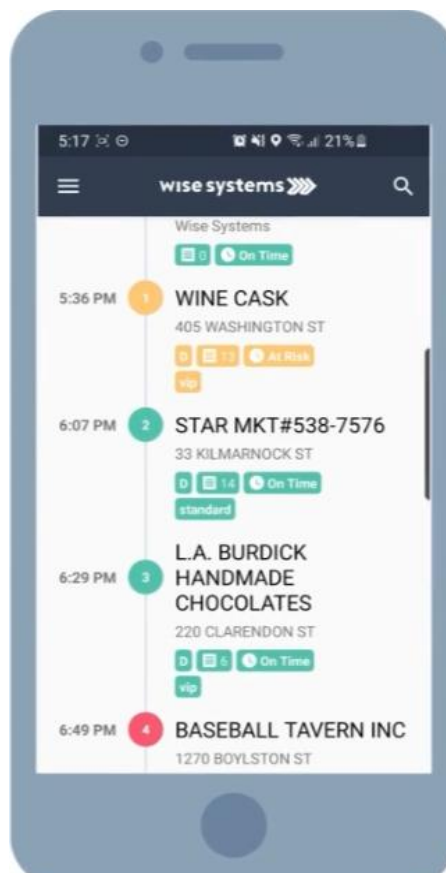 5:17 21%
wise systems
Wise Systems
0 On Time
5:36 PM 1 WINE CASK
405 WASHINGTON ST
D 13 At Risk
vip
6:07 PM 2 STAR MKT#538-7576
33 KILMARNOCK ST
D 14 On Time
standard
L.A. BURDICK
6:29 PM 3 HANDMADE
CHOCOLATES
220 CLARENDON ST
D 6 On Time
vip
6:49 PM 4 BASEBALL TAVERN INC
1270 BOYLSTON ST